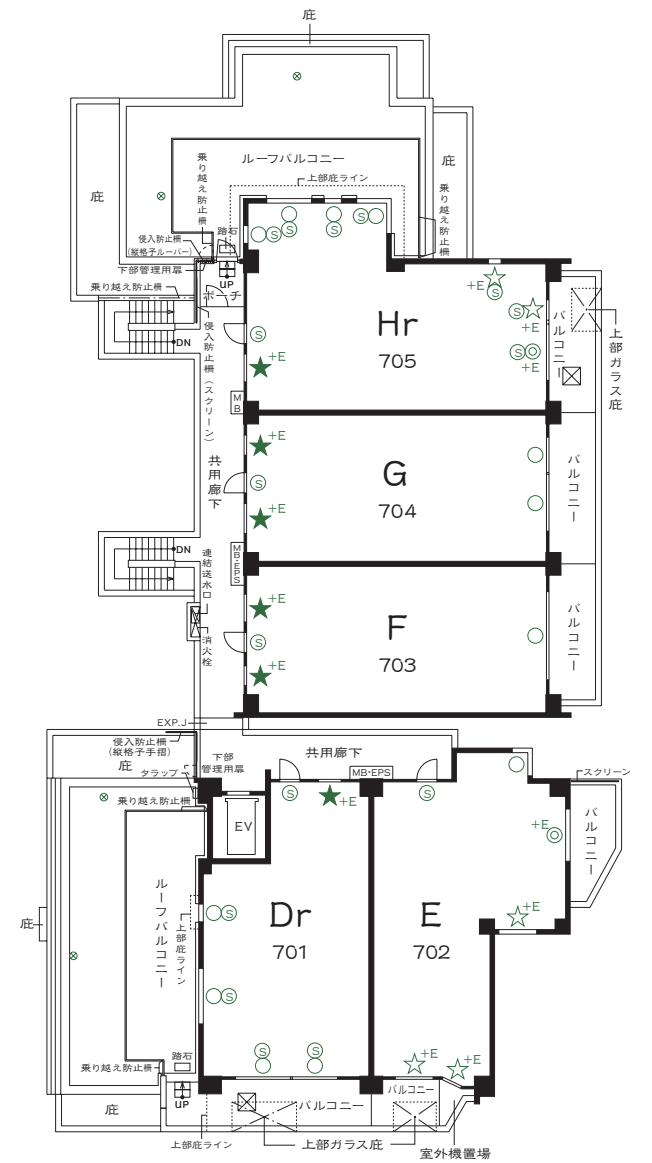 庇
ルーフバルコニー
上部庇ライン
庇
庇
乗り越え防止柵
踏石
乗り越え防止柵
侵入防止柵
(縦格子ルーバー)
下部管理用扉
UP
乗り越え防止柵
ポーチ
DN
侵入防止柵(スクリーン)
S
S
S
S
S
S
+E
S
+E
S
+E
S
+E
Hr
705
バルコニー
上部ガラス庇
MB
共用廊下
+E
S
+E
G
704
バルコニー
DN
MB・EPS
連結送水口
消火栓
+E
S
+E
F
703
バルコニー
EXP.J
侵入防止柵
(縦格子手摺)
庇
タラップ
下部
管理用扉
共用廊下
MB・EPS
スクリーン
乗り越え防止柵
EV
S
+E
S
+E
バルコニー
ルーフバルコニー
上部庇ライン
庇
S
Dr
701
E
702
+E
S
S
S
+E
+E
踏石
乗り越え防止柵
UP
庇
バルコニー
バルコニー
上部庇ライン
上部ガラス庇
室外機置場